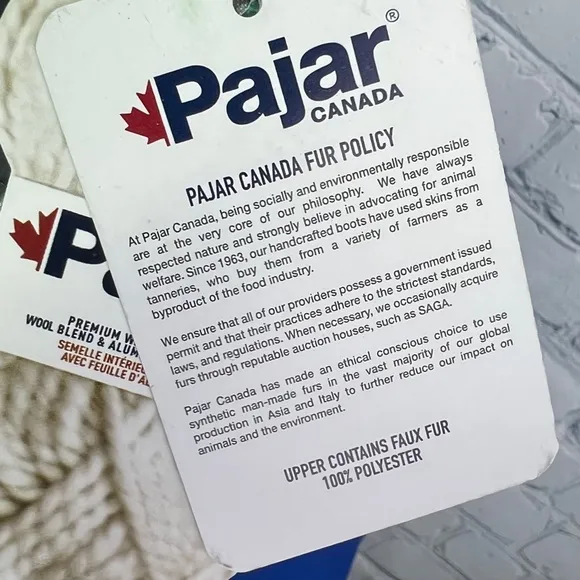 Pajar®
CANADA
PAJAR CANADA FUR POLICY
At Pajar Canada, being socially and environmentally responsible
are at the very core of our philosophy. We have always
respected nature and strongly believe in advocating for animal
welfare. Since 1963, our handcrafted boots have used skins from
tanneries, who buy them from a variety of farmers as a
byproduct of the food industry.
We ensure that all of our providers possess a government issued
permit and that their practices adhere to the strictest standards,
laws, and regulations. When necessary, we occasionally acquire
furs through reputable auction houses, such as SAGA.
Pajar Canada has made an ethical conscious choice to use
synthetic man-made furs in the vast majority of our global
production in Asia and Italy to further reduce our impact on
animals and the environment.
UPPER CONTAINS FAUX FUR
100% POLYESTER
PREMIUM
WOOL BLEND &
SEMELLE
AVEC FEUILLE